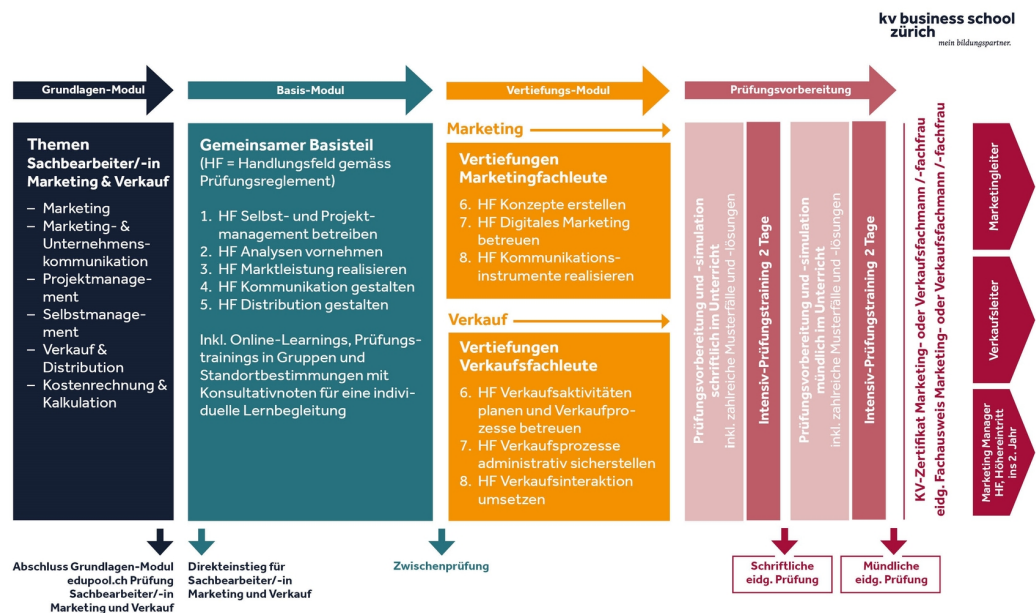 kv business school
zürich
mein bildungspartner.
Grundlagen-Modul
Basis-Modul
Vertiefungs-Modul
Prüfungsvorbereitung
Themen
Sachbearbeiter/-in
Marketing & Verkauf
– Marketing
– Marketing- &
Unternehmens-
kommunikation
– Projektmanage-
ment
– Selbstmanage-
ment
– Verkauf &
Distribution
– Kostenrechnung &
Kalkulation
Gemeinsamer Basisteil
(HF = Handlungsfeld gemäss
Prüfungsreglement)
1. HF Selbst- und Projekt-
management betreiben
2. HF Analysen vornehmen
3. HF Marktleistung realisieren
4. HF Kommunikation gestalten
5. HF Distribution gestalten
Inkl. Online-Learnings, Prüfungs-
trainings in Gruppen und
Standortbestimmungen mit
Konsultativnoten für eine indivi-
duelle Lernbegleitung
Marketing
Vertiefungen
Marketingfachleute
6. HF Konzepte erstellen
7. HF Digitales Marketing
betreuen
8. HF Kommunikations-
instrumente realisieren
Verkauf
Vertiefungen
Verkaufsfachleute
6. HF Verkaufsaktivitäten
planen und Verkaufpro-
zesse betreuen
7. HF Verkaufsprozesse
administrativ sicherstellen
8. HF Verkaufsinteraktion
umsetzen
Prüfungsvorbereitung und -simulation
schriftlich im Unterricht
inkl. zahlreiche Musterfälle und -lösungen
Intensiv-Prüfungstraining 2 Tage
Prüfungsvorbereitung und -simulation
mündlich im Unterricht
inkl. zahlreiche Musterfälle und -lösungen
Intensiv-Prüfungstraining 2 Tage
KV-Zertifikat Marketing- oder Verkaufsfachmann /-fachfrau
eidg. Fachausweis Marketing- oder Verkaufsfachmann /-fachfrau
Marketingleiter
Verkaufsleiter
Marketing Manager
HF, Höhereintritt
ins 2. Jahr
Abschluss Grundlagen-Modul
edupool.ch Prüfung
Sachbearbeiter/-in
Marketing und Verkauf
Direkteinstieg für
Sachbearbeiter/-in
Marketing und Verkauf
Zwischenprüfung
Schriftliche
eidg. Prüfung
Mündliche
eidg. Prüfung